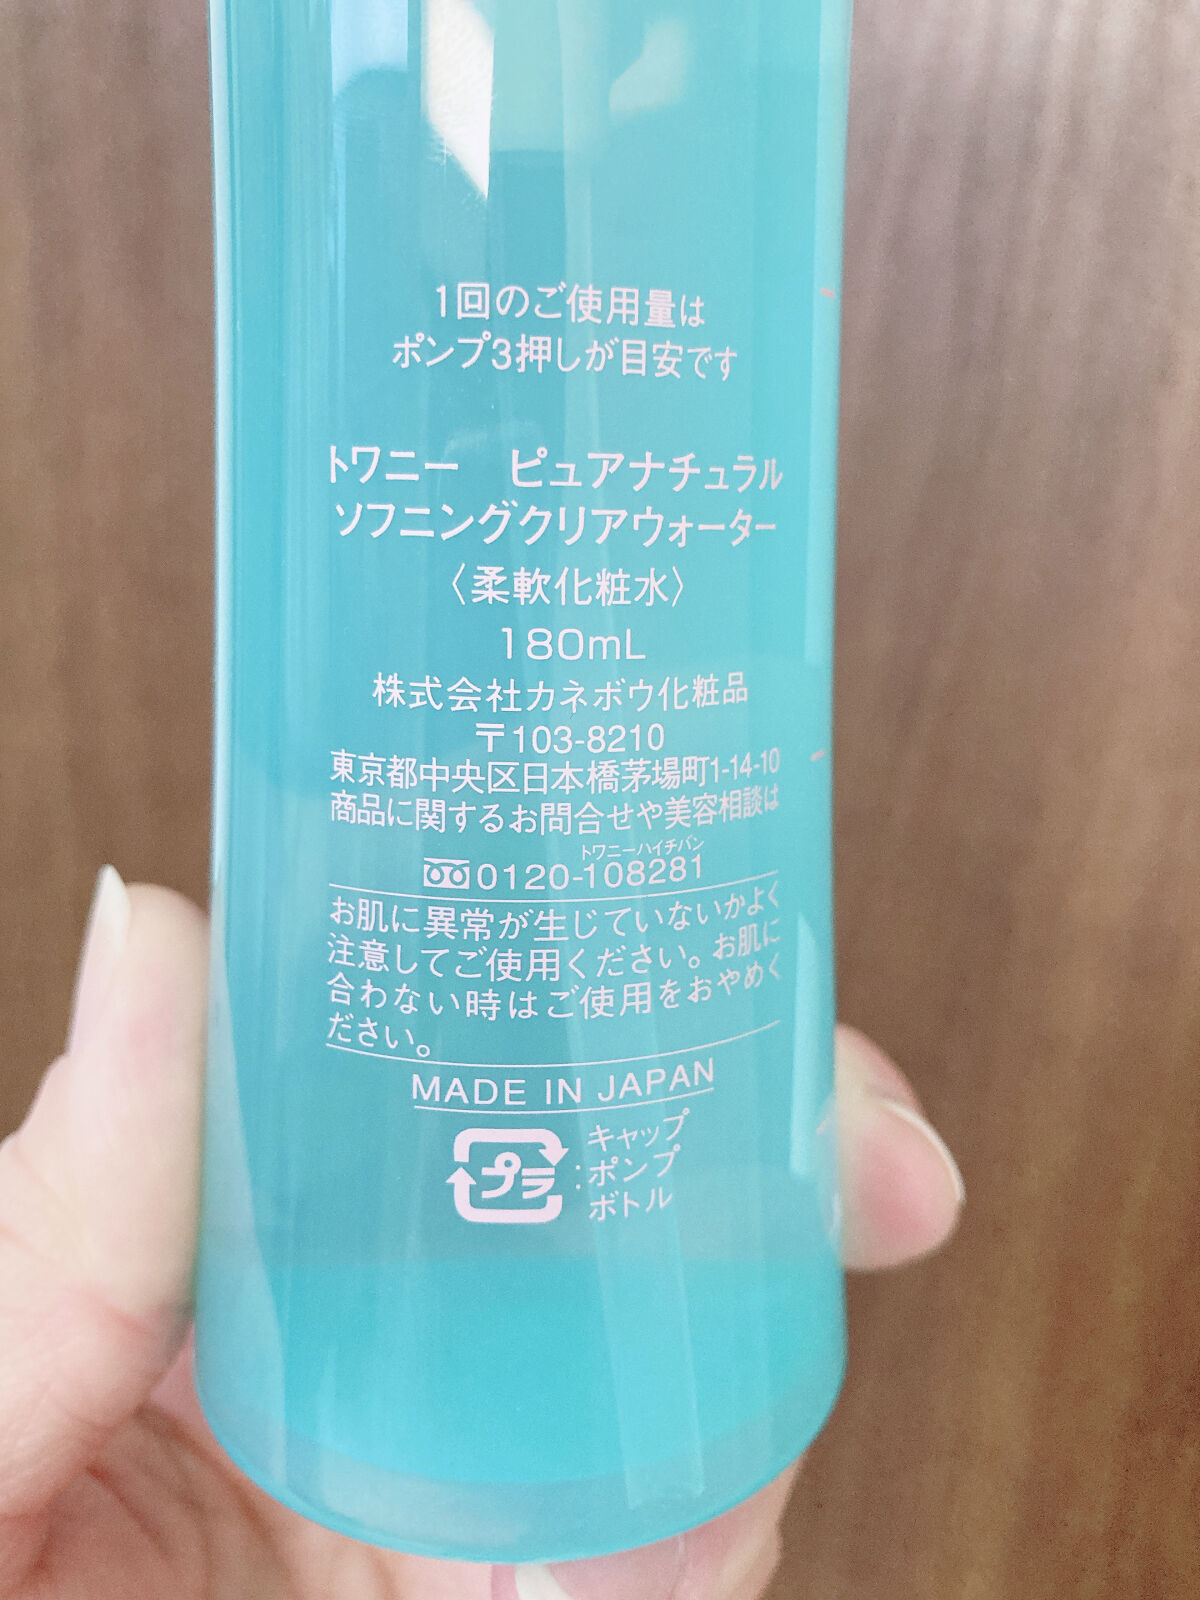 1回のご使用量は
ポンプ3押しが目安です
トワニー　ピュアナチュラル
ソフニングクリアウォーター
〈柔軟化粧水〉
180mL
株式会社カネボウ化粧品
〒103-8210
東京都中央区日本橋茅場町1-14-10
商品に関するお問合せや美容相談は
トワニーハイチバン
0120-108281
お肌に異常が生じていないかよく
注意してご使用ください。お肌に
合わない時はご使用をおやめく
ださい。
MADE IN JAPAN
プラ
:
キャップ
ポンプ
ボトル